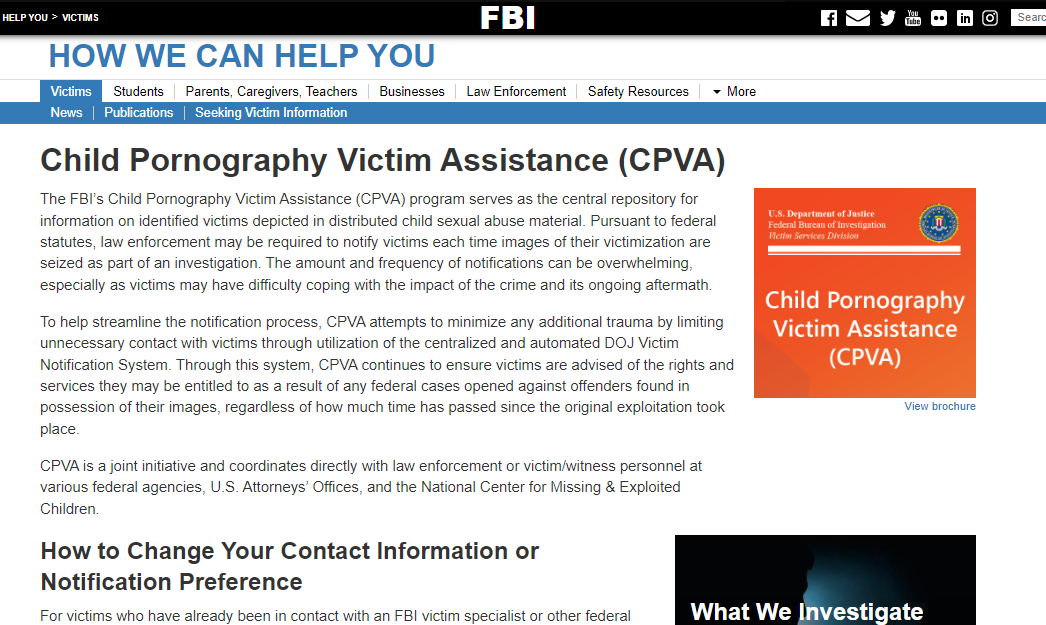 HELP YOU > VICTIMS
FBI
You
Tube
in
Searc
HOW WE CAN HELP YOU
Victims Students Parents, Caregivers, Teachers Businesses Law Enforcement Safety Resources More
News Publications Seeking Victim Information
Child Pornography Victim Assistance (CPVA)
The FBI’s Child Pornography Victim Assistance (CPVA) program serves as the central repository for
information on identified victims depicted in distributed child sexual abuse material. Pursuant to federal
statutes, law enforcement may be required to notify victims each time images of their victimization are
seized as part of an investigation. The amount and frequency of notifications can be overwhelming,
especially as victims may have difficulty coping with the impact of the crime and its ongoing aftermath.
To help streamline the notification process, CPVA attempts to minimize any additional trauma by limiting
unnecessary contact with victims through utilization of the centralized and automated DOJ Victim
Notification System. Through this system, CPVA continues to ensure victims are advised of the rights and
services they may be entitled to as a result of any federal cases opened against offenders found in
possession of their images, regardless of how much time has passed since the original exploitation took
place.
CPVA is a joint initiative and coordinates directly with law enforcement or victim/witness personnel at
various federal agencies, U.S. Attorneys’ Offices, and the National Center for Missing & Exploited
Children.
U.S. Department of Justice
Federal Bureau of Investigation
Victim Services Division
Child Pornography
Victim Assistance
(CPVA)
View brochure
How to Change Your Contact Information or
Notification Preference
For victims who have already been in contact with an FBI victim specialist or other federal
What We Investigate